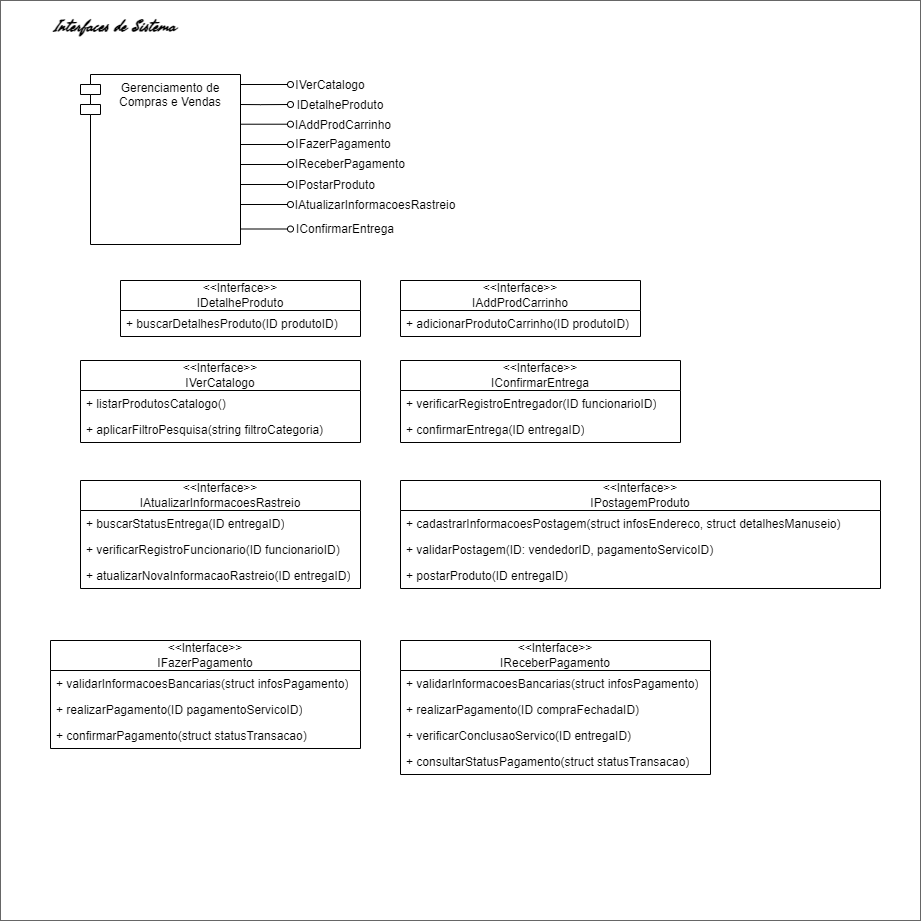 Interfaces de Sistema
Gerenciamento de
Compras e Vendas
IVerCatalogo
IDetalheProduto
IAddProdCarrinho
IFazerPagamento
IReceberPagamento
IPostarProduto
IAtualizarInformacoesRastreio
IConfirmarEntrega
<<Interface>>
IDetalheProduto
+ buscarDetalhesProduto(ID produtoID)
<<Interface>>
IAddProdCarrinho
+ adicionarProdutoCarrinho(ID produtoID)
<<Interface>>
IVerCatalogo
+ listarProdutosCatalogo()
+ aplicarFiltroPesquisa(string filtroCategoria)
<<Interface>>
IConfirmarEntrega
+ verificarRegistroEntregador(ID funcionarioID)
+ confirmarEntrega(ID entregaID)
<<Interface>>
IAtualizarInformacoesRastreio
+ buscarStatusEntrega(ID entregaID)
+ verificarRegistroFuncionario(ID funcionarioID)
+ atualizarNovaInformacaoRastreio(ID entregaID)
<<Interface>>
IPostagemProduto
+ cadastrarInformacoesPostagem(struct infosEndereco, struct detalhesManuseio)
+ validarPostagem(ID: vendedorID, pagamentoServicoID)
+ postarProduto(ID entregaID)
<<Interface>>
IFazerPagamento
+ validarInformacoesBancarias(struct infosPagamento)
+ realizarPagamento(ID pagamentoServicoID)
+ confirmarPagamento(struct statusTransacao)
<<Interface>>
IReceberPagamento
+ validarInformacoesBancarias(struct infosPagamento)
+ realizarPagamento(ID compraFechadaID)
+ verificarConclusaoServico(ID entregaID)
+ consultarStatusPagamento(struct statusTransacao)